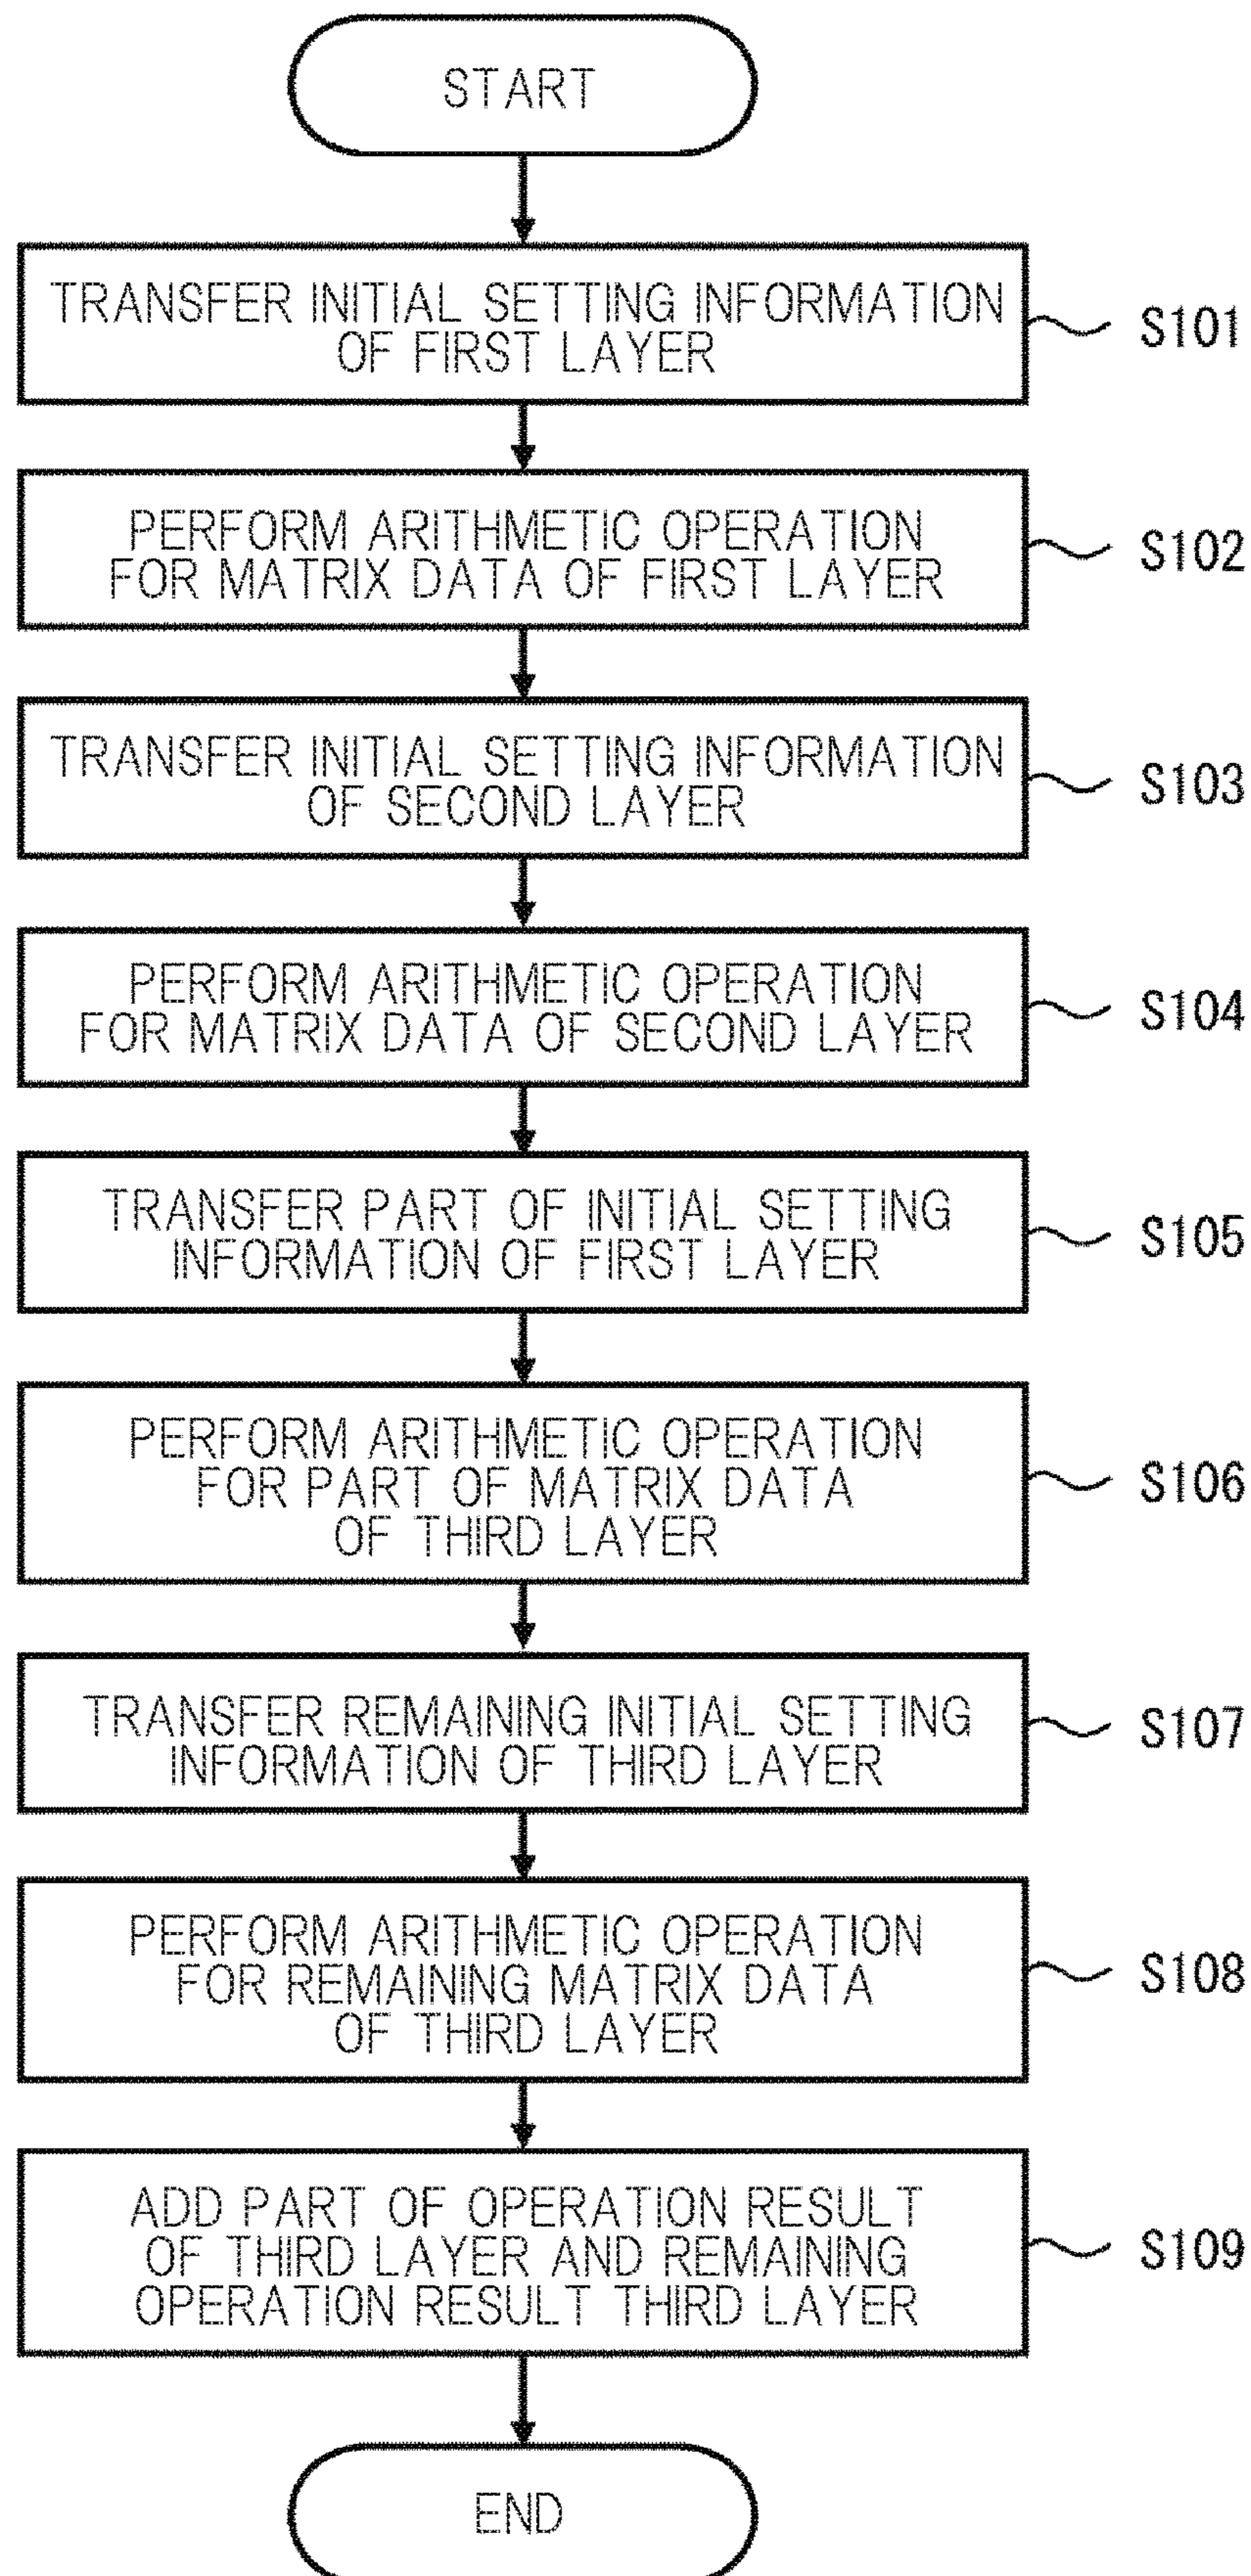 START
TRANSFER INITIAL SETTING INFORMATION
OF FIRST LAYER
S101
PERFORM ARITHMETIC OPERATION
FOR MATRIX DATA OF FIRST LAYER
S102
TRANSFER INITIAL SETTING INFORMATION
OF SECOND LAYER
S103
PERFORM ARITHMETIC OPERATION
FOR MATRIX DATA OF SECOND LAYER
S104
TRANSFER PART OF INITIAL SETTING
INFORMATION OF FIRST LAYER
S105
PERFORM ARITHMETIC OPERATION
FOR PART OF MATRIX DATA
OF THIRD LAYER
S106
TRANSFER REMAINING INITIAL SETTING
INFORMATION OF THIRD LAYER
S107
PERFORM ARITHMETIC OPERATION
FOR REMAINING MATRIX DATA
OF THIRD LAYER
S108
ADD PART OF OPERATION RESULT
OF THIRD LAYER AND REMAINING
OPERATION RESULT THIRD LAYER
S109
END